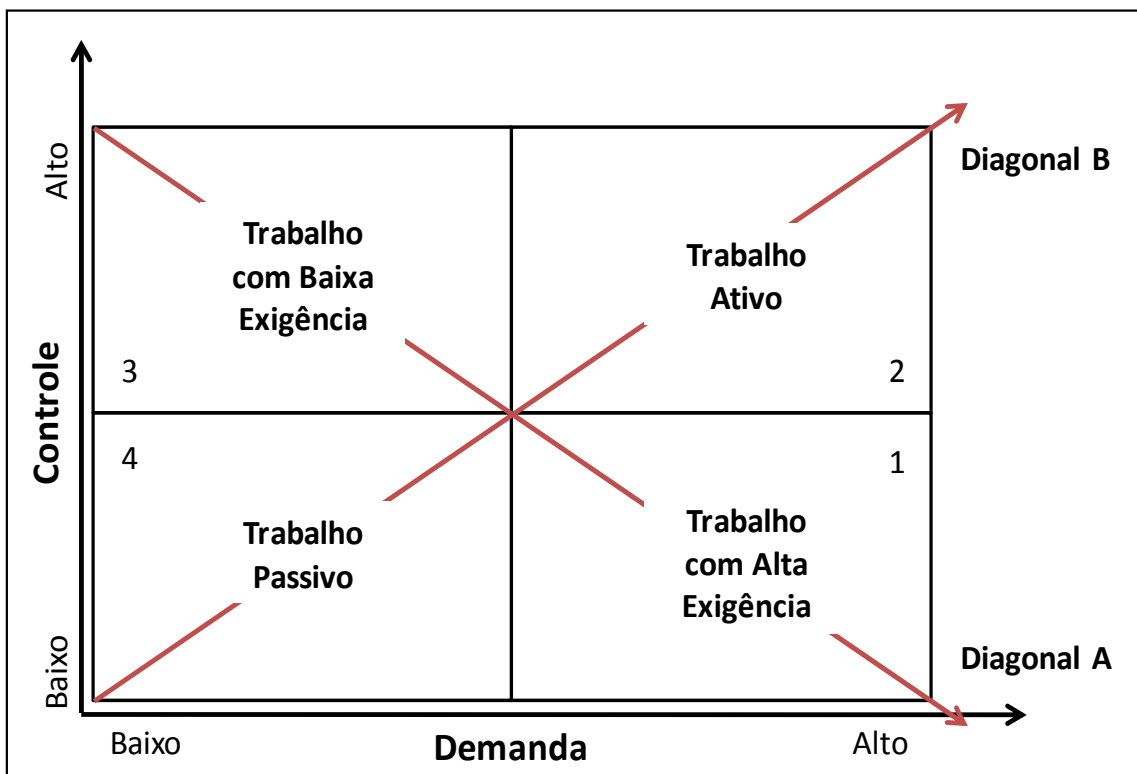 Alto
Controle
Baixo
Trabalho
com Baixa
Exigência
3
Trabalho
Ativo
2
Diagonal B
4
Trabalho
Passivo
1
Trabalho
com Alta
Exigência
Diagonal A
Baixo
Demanda
Alto